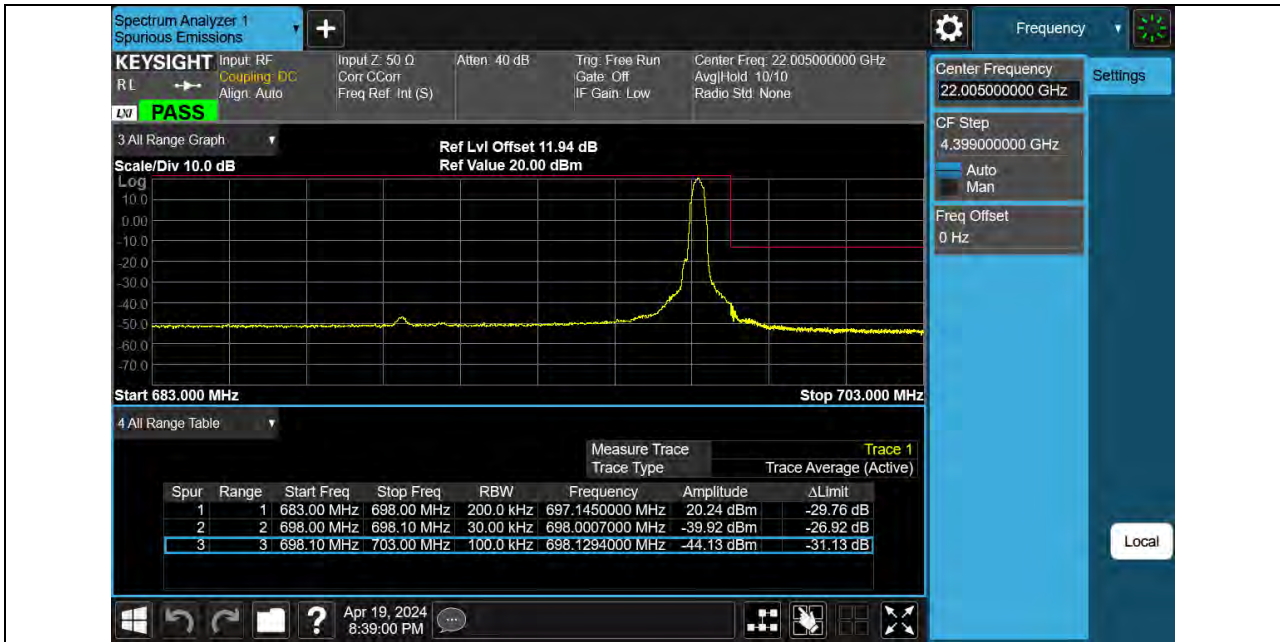 Spectrum Analyzer 1
Spurious Emissions
Frequency
KEYSIGHT
Input: RF
Coupling: DC
Align: Auto
Input Z: 50 Ω
Corr CCorr
Freq Ref: Int (S)
Atten: 40 dB
Trig: Free Run
Gate: Off
IF Gain: Low
Center Freq: 22.005000000 GHz
Avg|Hold: 10/10
Radio Std: None
RL
LXI
PASS
3 All Range Graph
Ref Lvl Offset 11.94 dB
Scale/Div 10.0 dB
Ref Value 20.00 dBm
Log
10.0
0.00
-10.0
-20.0
-30.0
-40.0
-50.0
-60.0
-70.0
Start 683.000 MHz
Stop 703.000 MHz
4 All Range Table
Measure Trace Trace 1
Trace Type Trace Average (Active)
Spur Range Start Freq Stop Freq RBW Frequency Amplitude ΔLimit
1 1 683.00 MHz 698.00 MHz 200.0 kHz 697.1450000 MHz 20.24 dBm -29.76 dB
2 2 698.00 MHz 698.10 MHz 30.00 kHz 698.0007000 MHz -39.92 dBm -26.92 dB
3 3 698.10 MHz 703.00 MHz 100.0 kHz 698.1294000 MHz -44.13 dBm -31.13 dB
Center Frequency
22.005000000 GHz
Settings
CF Step
4.399000000 GHz
Auto
Man
Freq Offset
0 Hz
Local
?
Apr 19, 2024
8:39:00 PM